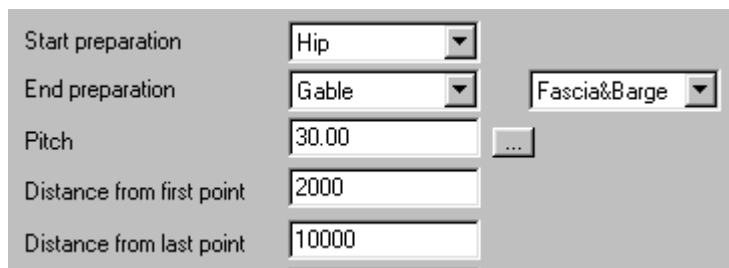 Start preparation Hip
End preparation Gable Fascia&Barge
Pitch 30.00 ...
Distance from first point 2000
Distance from last point 10000